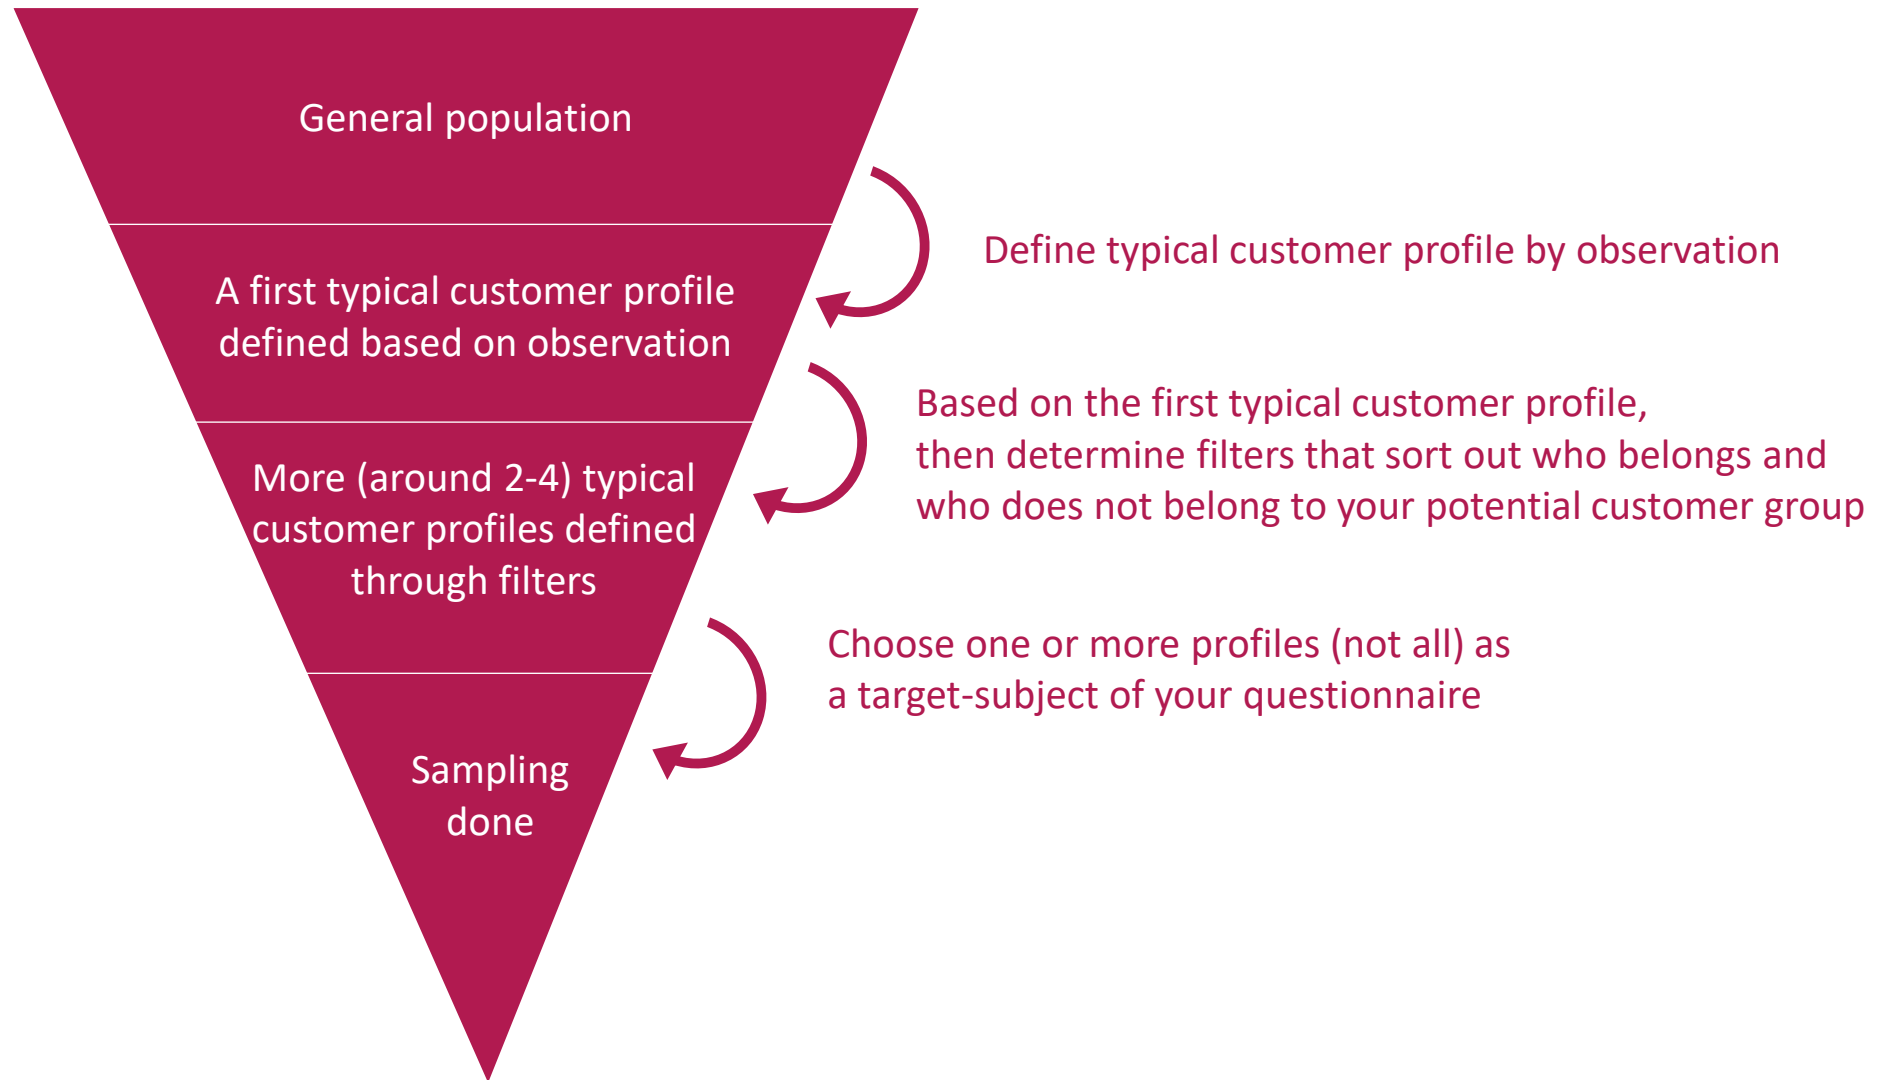 General population
Define typical customer profile by observation
A first typical customer profile
defined based on observation
Based on the first typical customer profile,
then determine filters that sort out who belongs and
who does not belong to your potential customer group
More (around 2-4) typical
customer profiles defined
through filters
Choose one or more profiles (not all) as
a target-subject of your questionnaire
Sampling
done